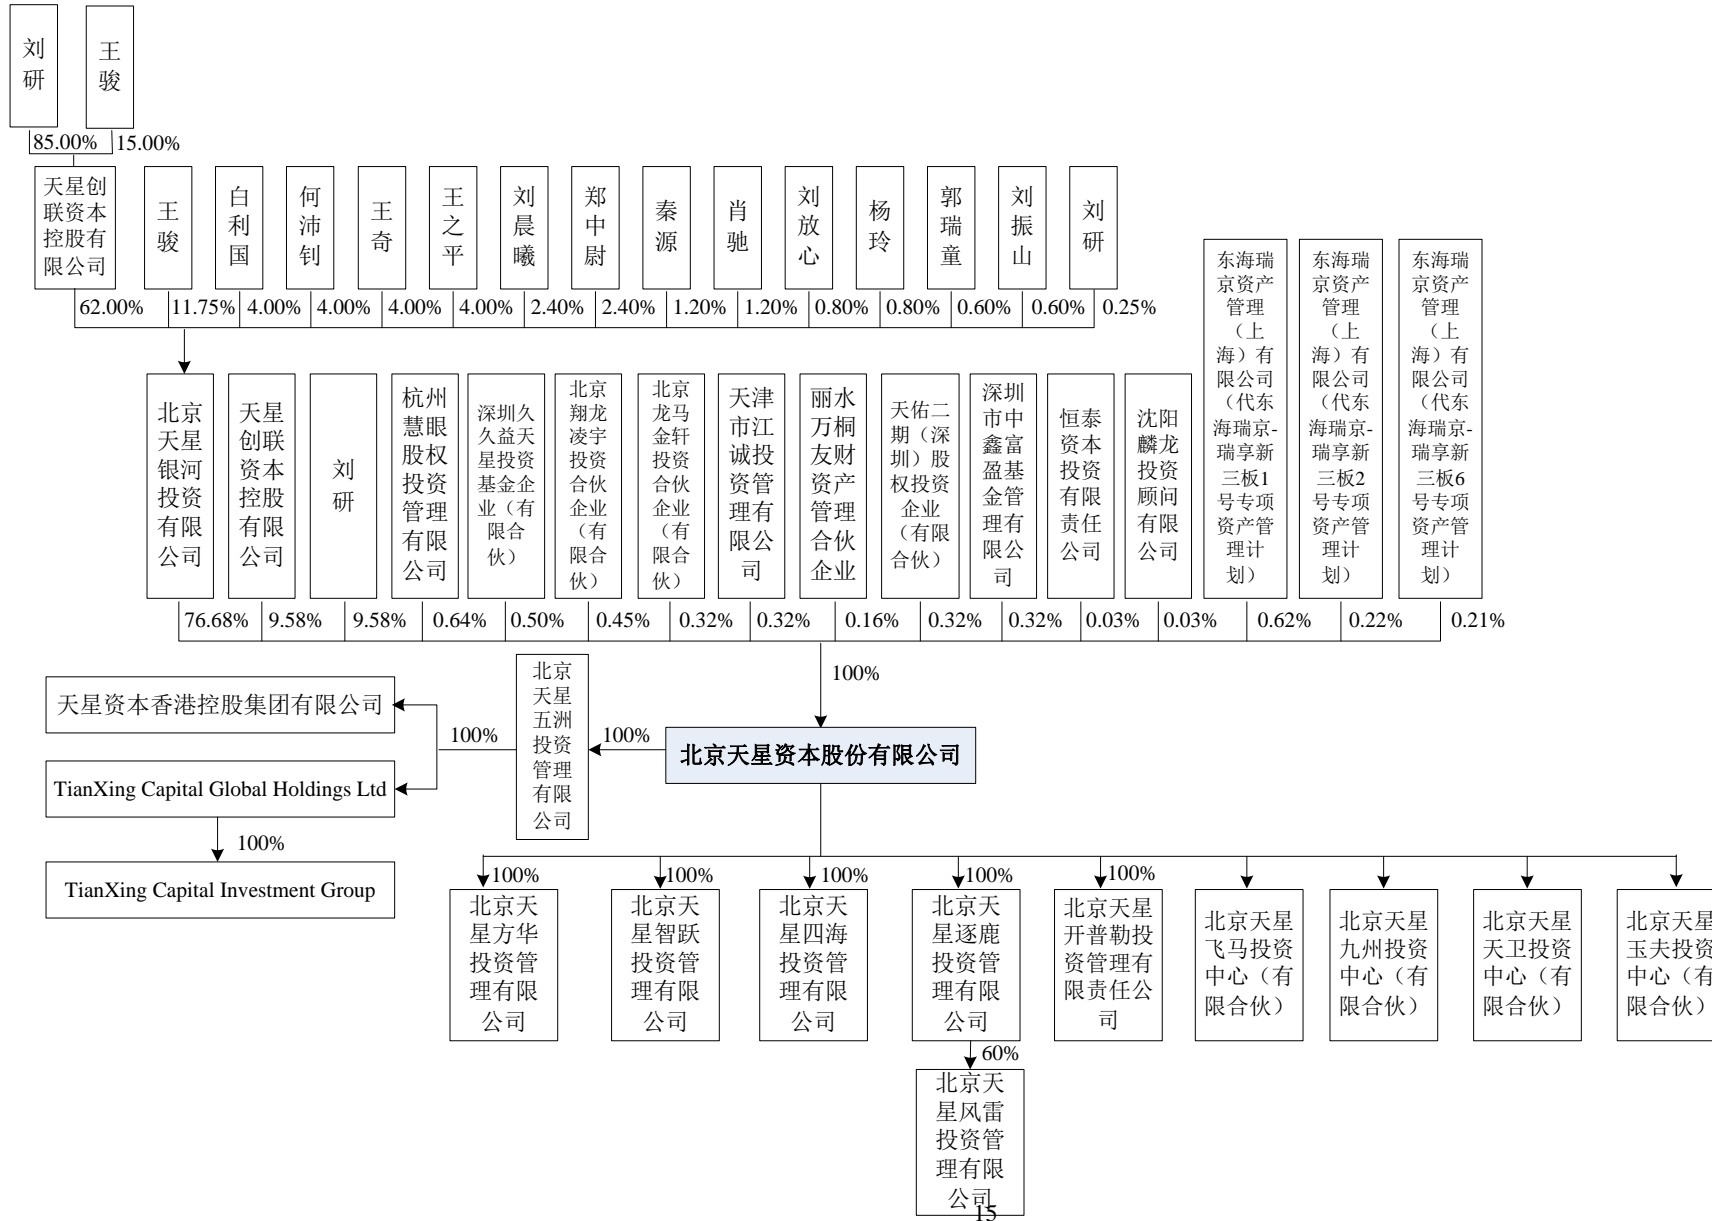 刘
研
王
骏
85.00%
15.00%
天星创
联资本
控股有
限公司
王
骏
白
利
国
何
沛
钊
王
奇
王
之
平
刘
晨
曦
郑
中
尉
秦
源
肖
驰
刘
放
心
杨
玲
郭
瑞
童
刘
振
山
刘
研
62.00%
11.75%
4.00%
4.00%
4.00%
4.00%
2.40%
2.40%
1.20%
1.20%
0.80%
0.80%
0.60%
0.60%
0.25%
北京
天星
银河
投资
有限
公司
天星
创联
资本
控股
有限
公司
刘
研
杭州
慧眼
股权
投资
管理
有限
公司
深圳久
久益天
星投资
基金企
业（有
限合
伙）
北京
翔龙
凌宇
投资
合伙
企业
（有
限合
伙）
北京
龙马
金轩
投资
合伙
企业
（有
限合
伙）
天津
市江
诚投
资管
理有
限公
司
丽水
万桐
友财
资产
管理
合伙
企业
天佑二
期（深
圳）股
权投资
企业
（有限
合伙）
深圳
市中
鑫富
盈基
金管
理有
限公
司
恒泰
资本
投资
有限
责任
公司
沈阳
麟龙
投资
顾问
有限
公司
东海瑞
京资产
管理
（上
海）有
限公司
（代东
海瑞京-
瑞享新
三板1
号专项
资产管
理计
划）
东海瑞
京资产
管理
（上
海）有
限公司
（代东
海瑞京-
瑞享新
三板2
号专项
资产管
理计
划）
东海瑞
京资产
管理
（上
海）有
限公司
（代东
海瑞京-
瑞享新
三板6
号专项
资产管
理计
划）
76.68%
9.58%
9.58%
0.64%
0.50%
0.45%
0.32%
0.32%
0.16%
0.32%
0.32%
0.03%
0.03%
0.62%
0.22%
0.21%
100%
天星资本香港控股集团有限公司
100%
北京
天星
五洲
投资
管理
有限
公司
100%
北京天星资本股份有限公司
TianXing Capital Global Holdings Ltd
100%
TianXing Capital Investment Group
100%
100%
100%
100%
100%
北京天
星方华
投资管
理有限
公司
北京天
星智跃
投资管
理有限
公司
北京天
星四海
投资管
理有限
公司
北京天
星逐鹿
投资管
理有限
公司
北京天星
开普勒投
资管理有
限责任公
司
北京天星
飞马投资
中心（有
限合伙）
北京天星
九州投资
中心（有
限合伙）
北京天星
天卫投资
中心（有
限合伙）
北京天星
玉夫投资
中心（有
限合伙）
60%
北京天
星风雷
投资管
理有限
公司
15